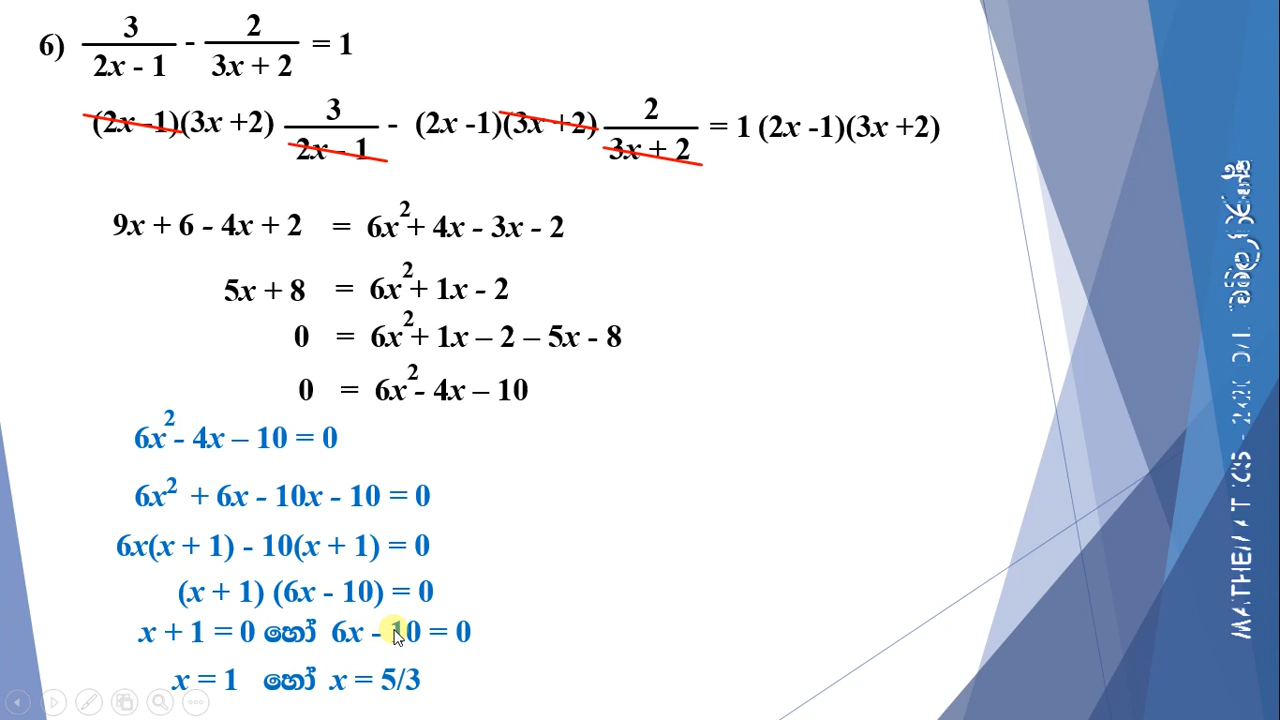 6) 3/(2x - 1) - 2/(3x + 2) = 1
(2x -1)(3x +2) 3/(2x - 1) - (2x -1)(3x +2) 2/(3x + 2) = 1 (2x -1)(3x +2)
9x + 6 - 4x + 2 = 6x² + 4x - 3x - 2
5x + 8 = 6x² + 1x - 2
0 = 6x² + 1x – 2 – 5x - 8
0 = 6x² - 4x – 10
6x² - 4x – 10 = 0
6x² + 6x - 10x - 10 = 0
6x(x + 1) - 10(x + 1) = 0
(x + 1) (6x - 10) = 0
x + 1 = 0 හෝ 6x - 10 = 0
x = 1 හෝ x = 5/3